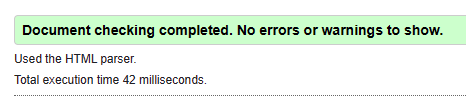 Document checking completed. No errors or warnings to show.
Used the HTML parser.
Total execution time 42 milliseconds.